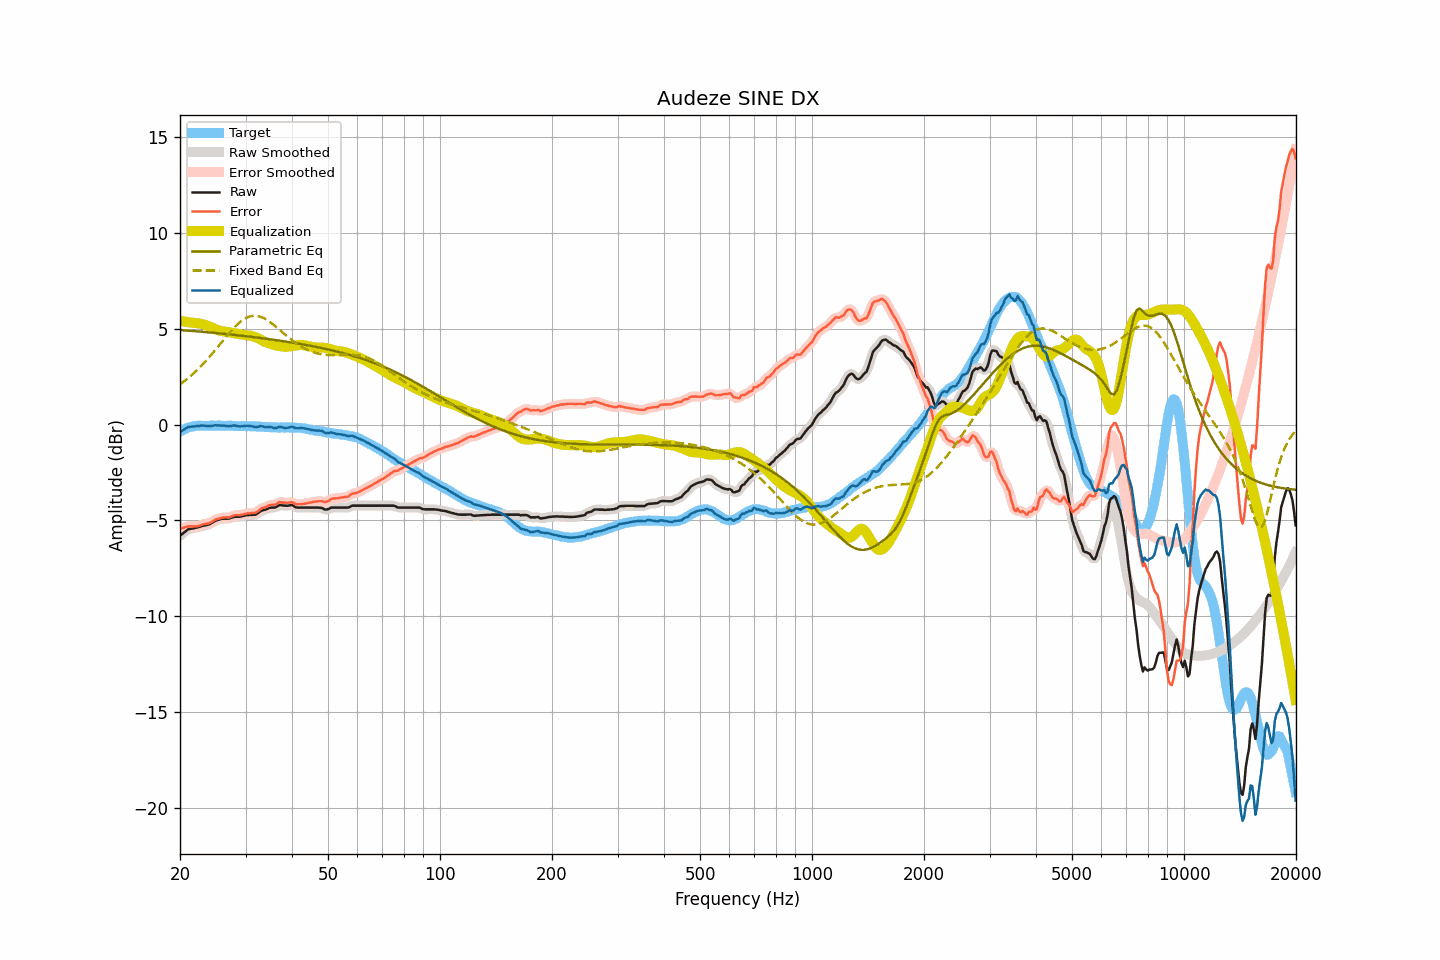 Audeze SINE DX
Target
Raw Smoothed
Error Smoothed
Raw
Error
Equalization
Parametric Eq
Fixed Band Eq
Equalized
15
10
5
0
−5
−10
−15
−20
Amplitude (dBr)
20 50 100 200 500 1000 2000 5000 10000 20000
Frequency (Hz)